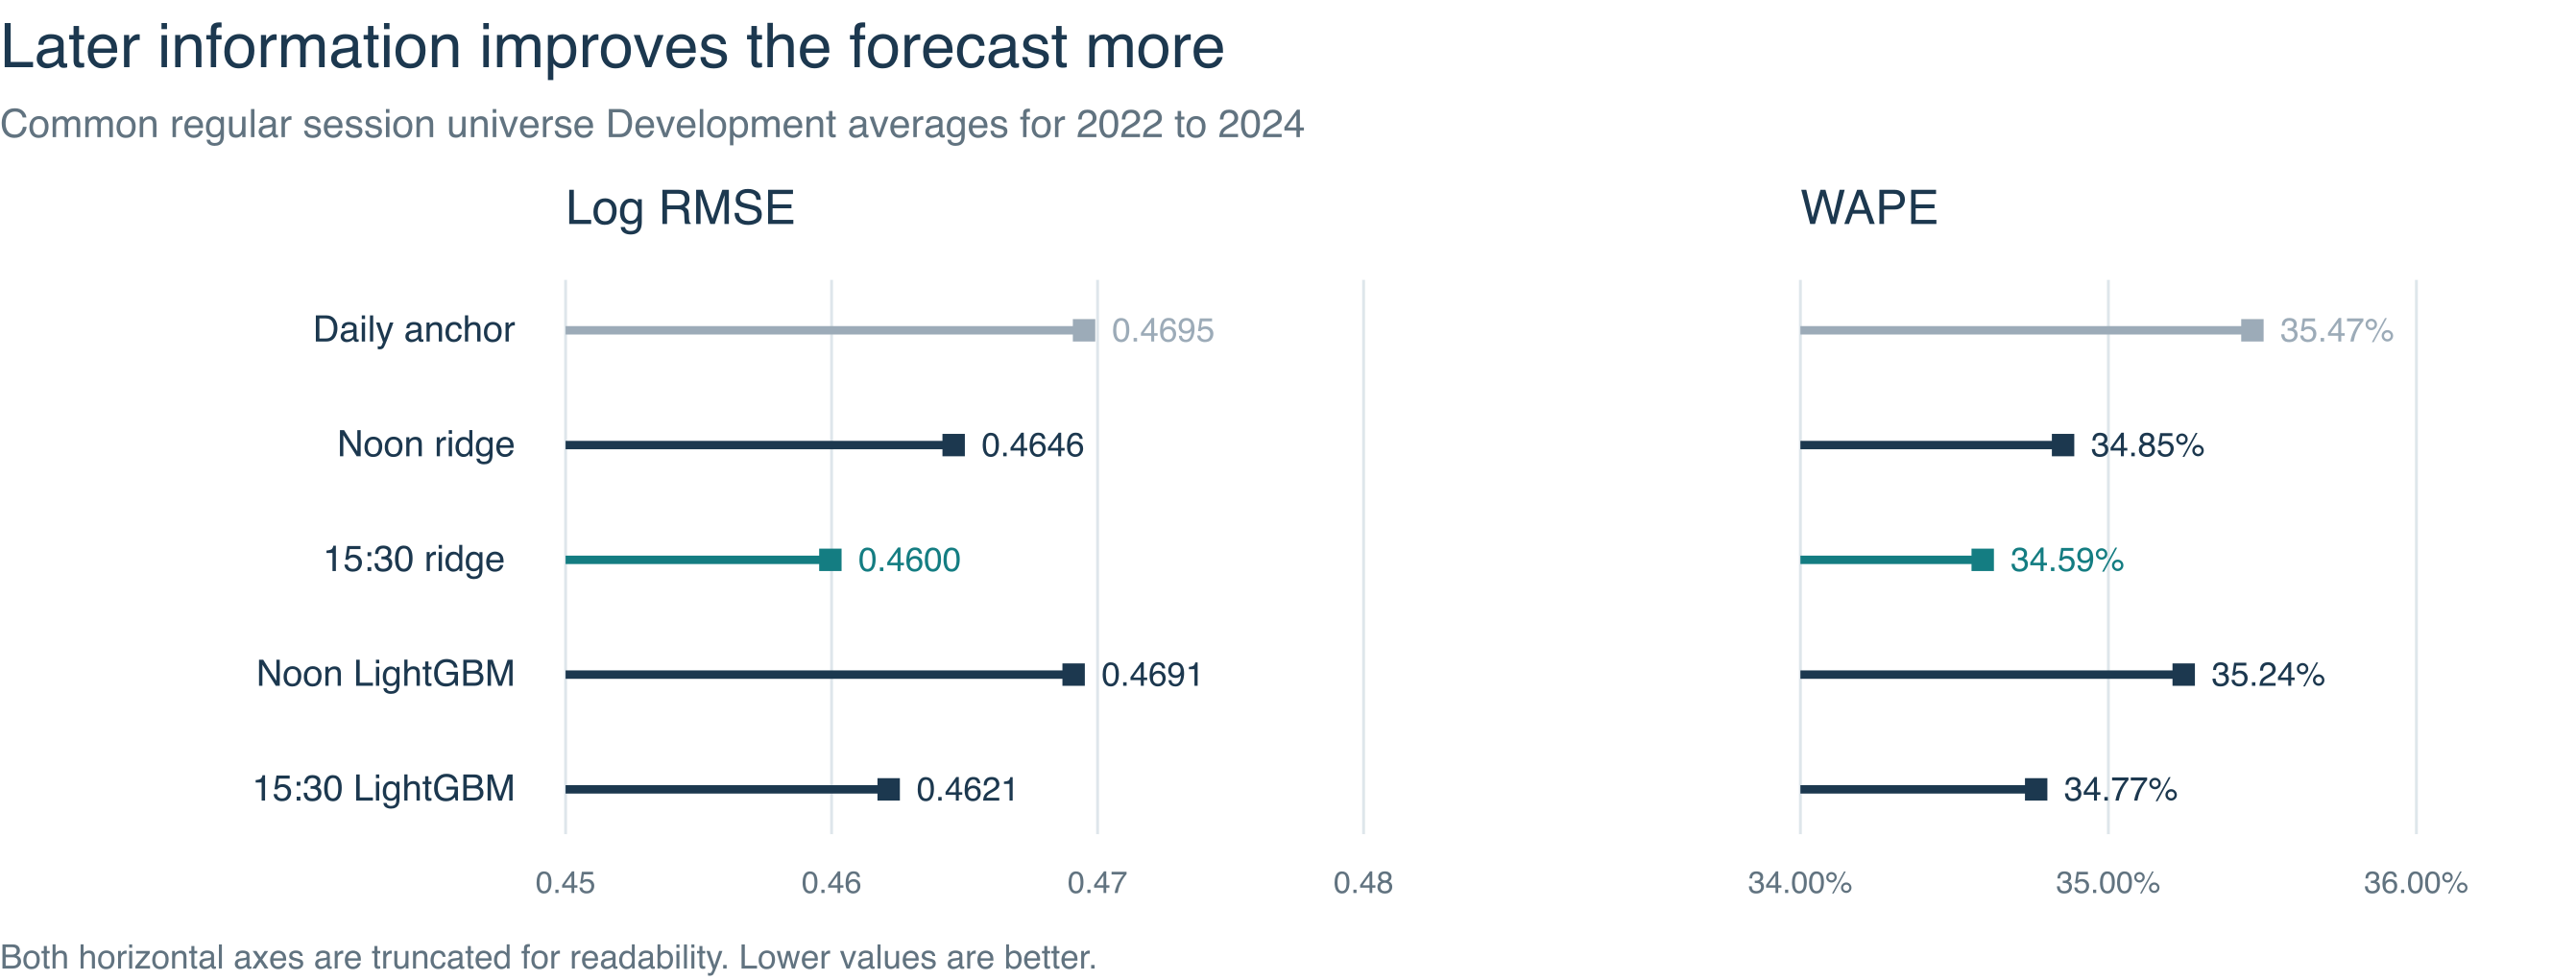 Later information improves the forecast more
Common regular session universe Development averages for 2022 to 2024
Log RMSE
WAPE
Daily anchor 0.4695 35.47%
Noon ridge 0.4646 34.85%
15:30 ridge 0.4600 34.59%
Noon LightGBM 0.4691 35.24%
15:30 LightGBM 0.4621 34.77%
0.45 0.46 0.47 0.48 34.00% 35.00% 36.00%
Both horizontal axes are truncated for readability. Lower values are better.